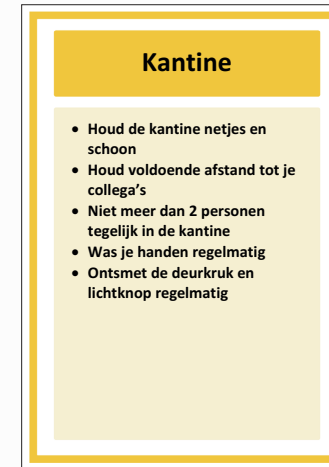 Kantine
• Houd de kantine netjes en
schoon
• Houd voldoende afstand tot je
collega's
• Niet meer dan 2 personen
tegelijk in de kantine
• Was je handen regelmatig
• Ontsmet de deurkruk en
lichtknop regelmatig